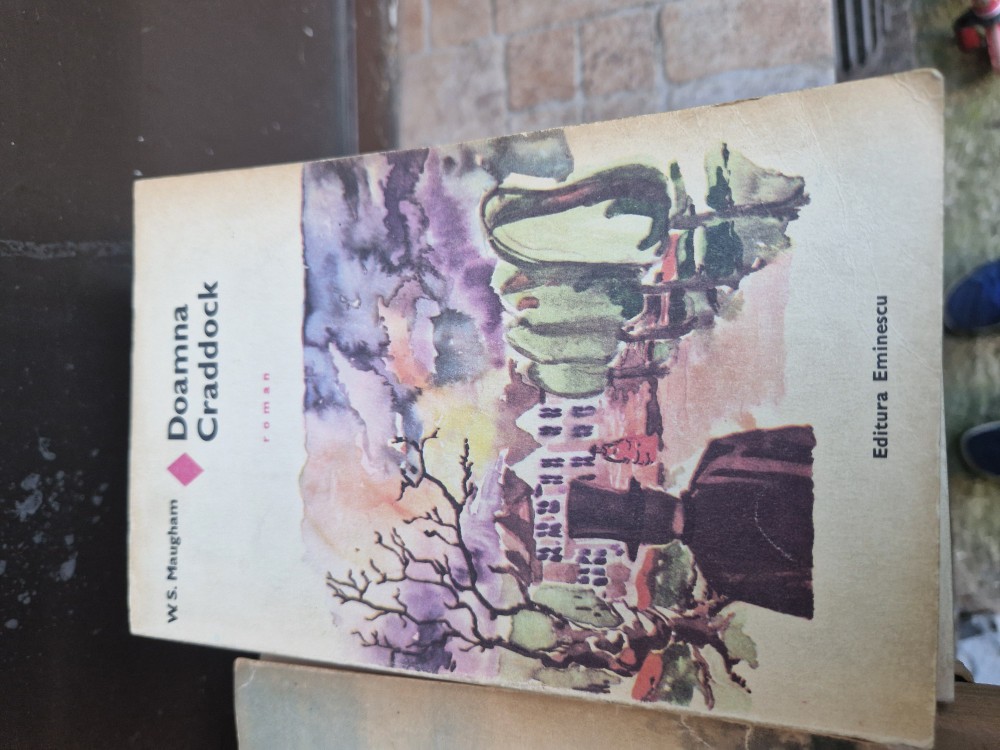 W. S. Maugham
Doamna
Craddock
roman
Editura Eminescu